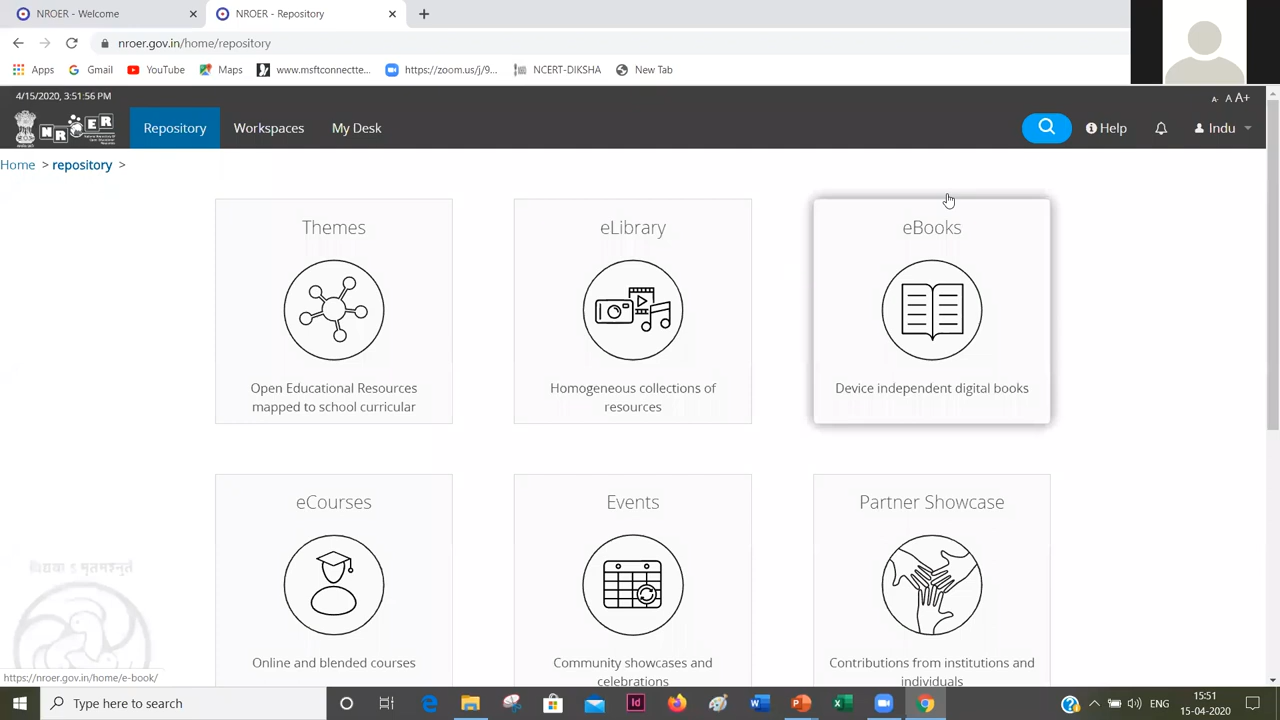 NROER - Welcome
NROER - Repository
nroer.gov.in/home/repository
Apps
Gmail
YouTube
Maps
www.msftconnectte...
https://zoom.us/j/9...
NCERT-DIKSHA
New Tab
4/15/2020, 3:51:56 PM
A- A A+
NROER
Repository
Workspaces
My Desk
Help
Indu
Home > repository >
Themes
Open Educational Resources
mapped to school curricular
eLibrary
Homogeneous collections of
resources
eBooks
Device independent digital books
eCourses
Online and blended courses
Events
Community showcases and
celebrations
Partner Showcase
Contributions from institutions and
individuals
https://nroer.gov.in/home/e-book/
Type here to search
ENG
15:51
15-04-2020